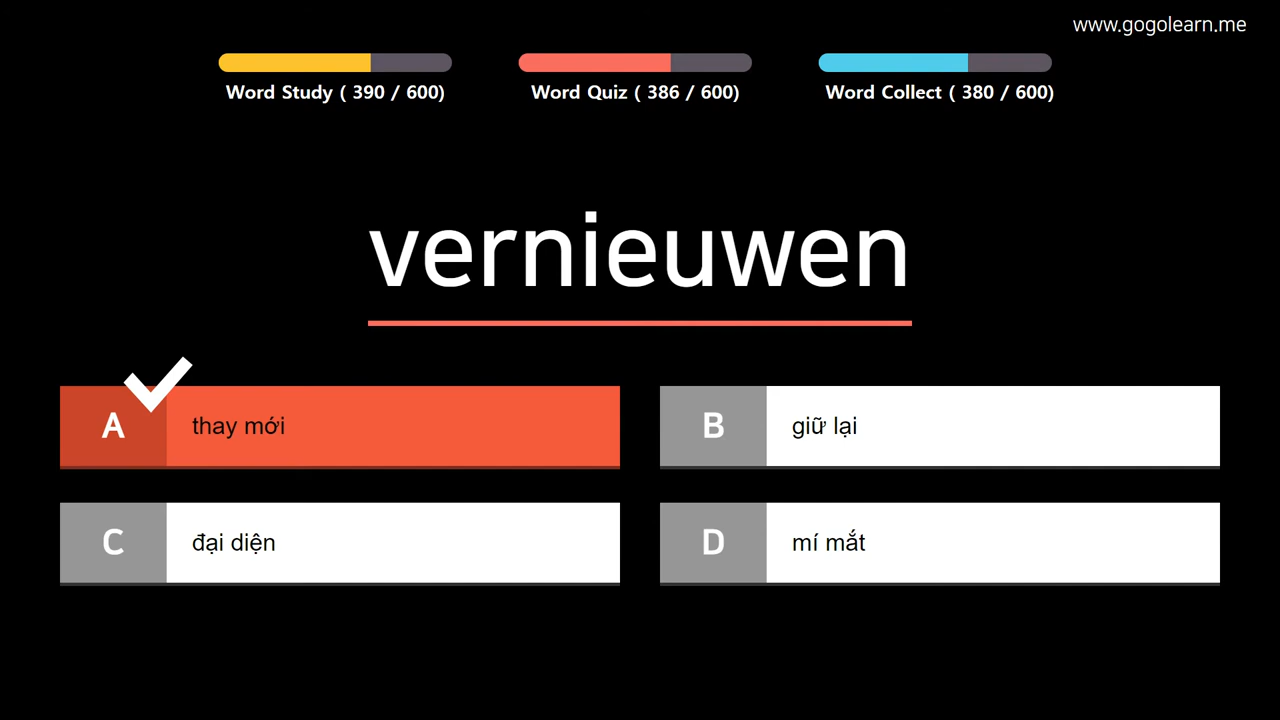 www.gogolearn.me
Word Study ( 390 / 600)
Word Quiz ( 386 / 600)
Word Collect ( 380 / 600)
vernieuwen
A thay mới
B giữ lại
C đại diện
D mí mắt